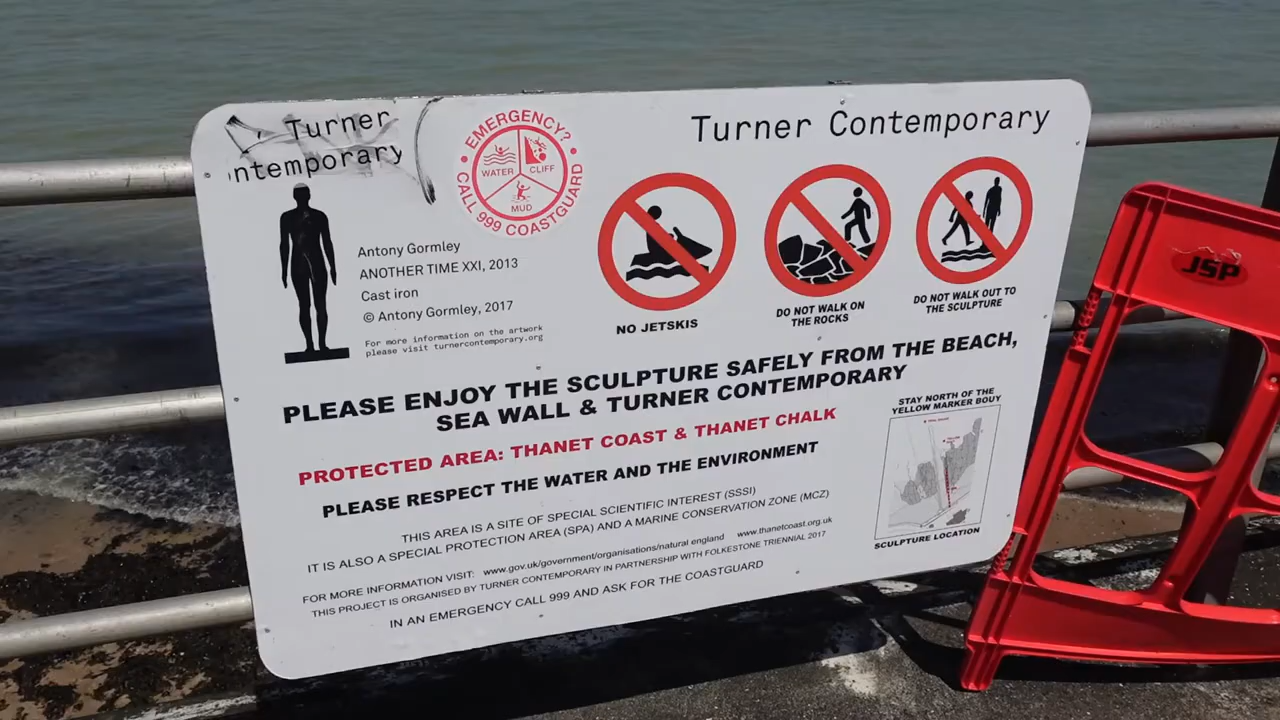 Turner
ntemporary
EMERGENCY?
WATER
CLIFF
MUD
CALL 999 COASTGUARD
Turner Contemporary
Antony Gormley
ANOTHER TIME XXI, 2013
Cast iron
© Antony Gormley, 2017
For more information on the artwork
please visit turnercontemporary.org
NO JETSKIS
DO NOT WALK ON
THE ROCKS
DO NOT WALK OUT TO
THE SCULPTURE
PLEASE ENJOY THE SCULPTURE SAFELY FROM THE BEACH,
SEA WALL & TURNER CONTEMPORARY
PROTECTED AREA: THANET COAST & THANET CHALK
PLEASE RESPECT THE WATER AND THE ENVIRONMENT
THIS AREA IS A SITE OF SPECIAL SCIENTIFIC INTEREST (SSSI)
IT IS ALSO A SPECIAL PROTECTION AREA (SPA) AND A MARINE CONSERVATION ZONE (MCZ)
FOR MORE INFORMATION VISIT: www.gov.uk/government/organisations/natural england www.thanetcoast.org.uk
THIS PROJECT IS ORGANISED BY TURNER CONTEMPORARY IN PARTNERSHIP WITH FOLKESTONE TRIENNIAL 2017
IN AN EMERGENCY CALL 999 AND ASK FOR THE COASTGUARD
STAY NORTH OF THE
YELLOW MARKER BOUY
SCULPTURE LOCATION
JSP